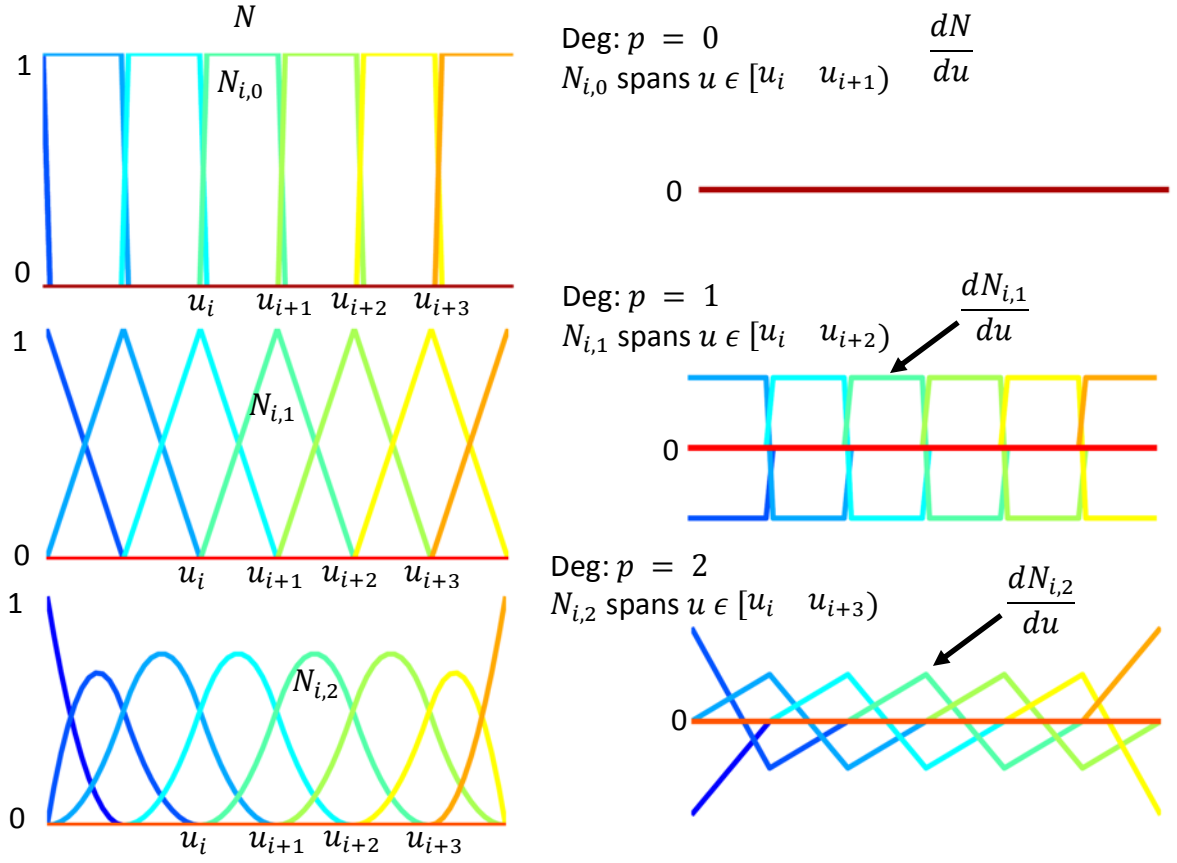 N
1
N_{i,0}
0
u_i u_{i+1} u_{i+2} u_{i+3}
Deg: p = 0
N_{i,0} spans u ϵ [u_i u_{i+1})
dN
du
0
1
N_{i,1}
0
u_i u_{i+1} u_{i+2} u_{i+3}
Deg: p = 1
N_{i,1} spans u ϵ [u_i u_{i+2})
dN_{i,1}
du
0
1
N_{i,2}
0
u_i u_{i+1} u_{i+2} u_{i+3}
Deg: p = 2
N_{i,2} spans u ϵ [u_i u_{i+3})
dN_{i,2}
du
0